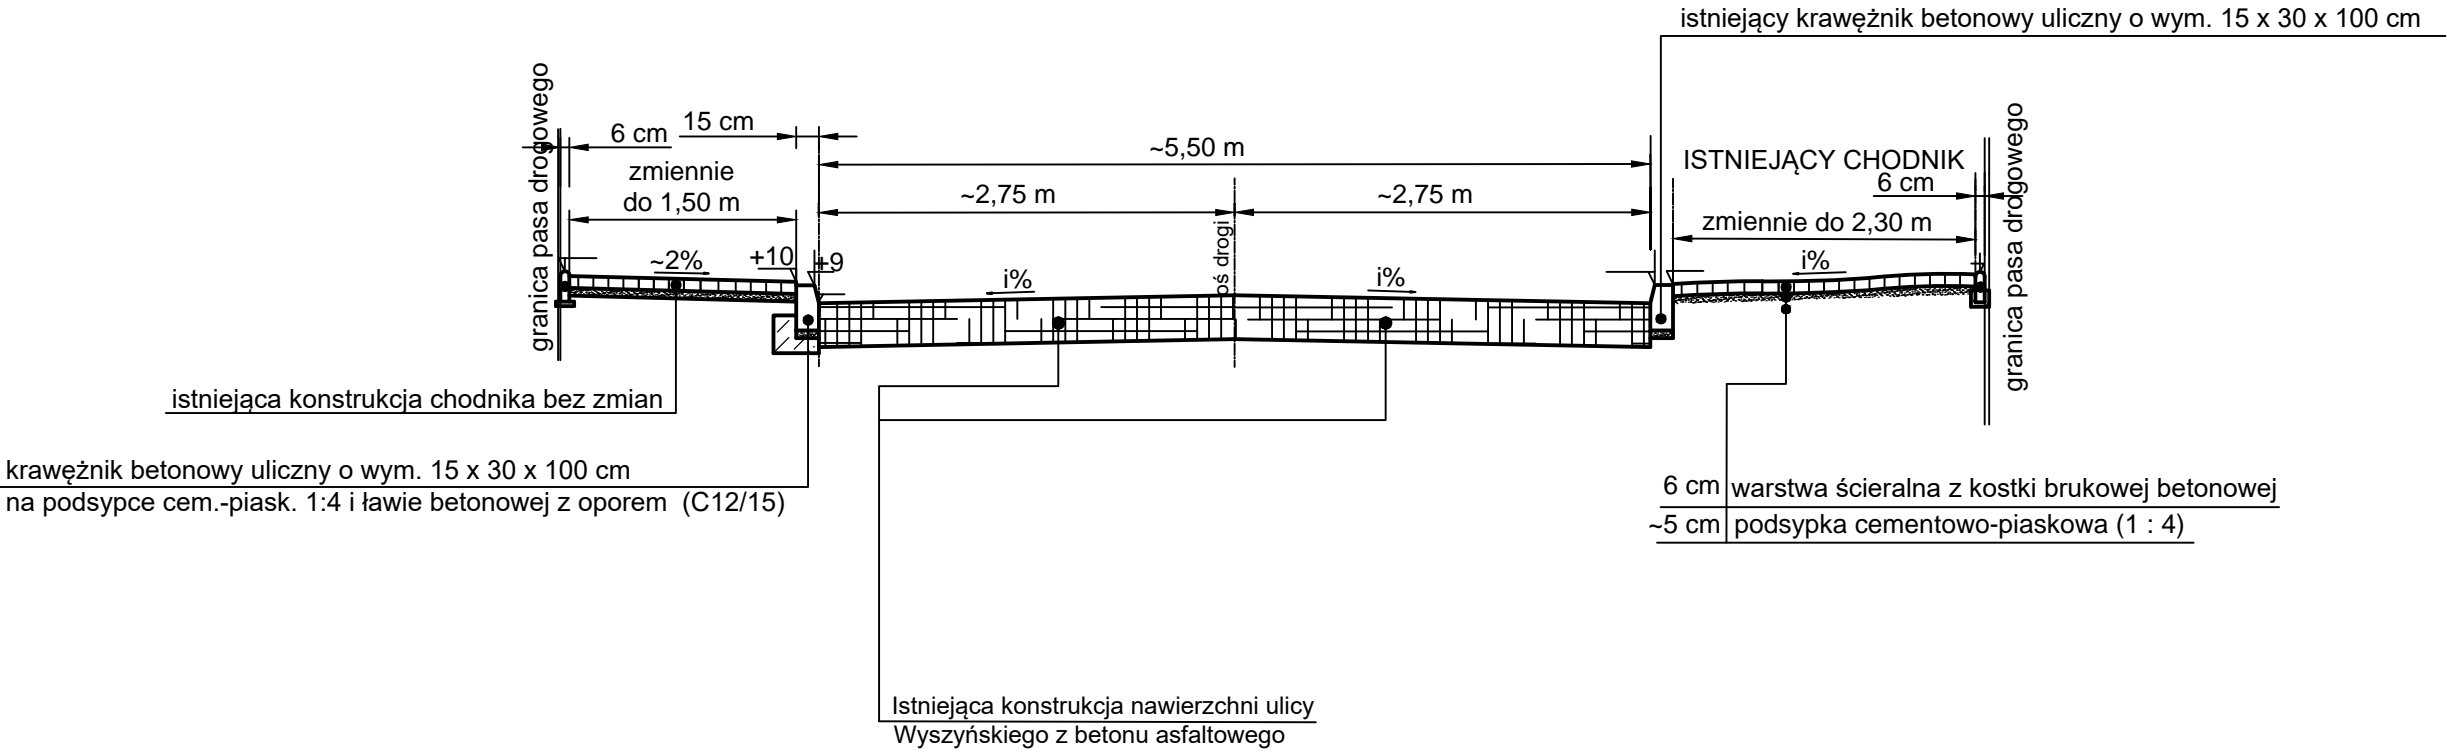 istniejący krawężnik betonowy uliczny o wym. 15 x 30 x 100 cm
granica pasa drogowego
6 cm
15 cm
zmiennie
do 1,50 m
~5,50 m
~2,75 m
~2,75 m
ISTNIEJĄCY CHODNIK
6 cm
zmiennie do 2,30 m
granica pasa drogowego
~2%
+10
+9
i%
oś drogi
i%
i%
istniejąca konstrukcja chodnika bez zmian
krawężnik betonowy uliczny o wym. 15 x 30 x 100 cm
na podsypce cem.-piask. 1:4 i ławie betonowej z oporem (C12/15)
6 cm warstwa ścieralna z kostki brukowej betonowej
~5 cm podsypka cementowo-piaskowa (1 : 4)
Istniejąca konstrukcja nawierzchni ulicy
Wyszyńskiego z betonu asfaltowego